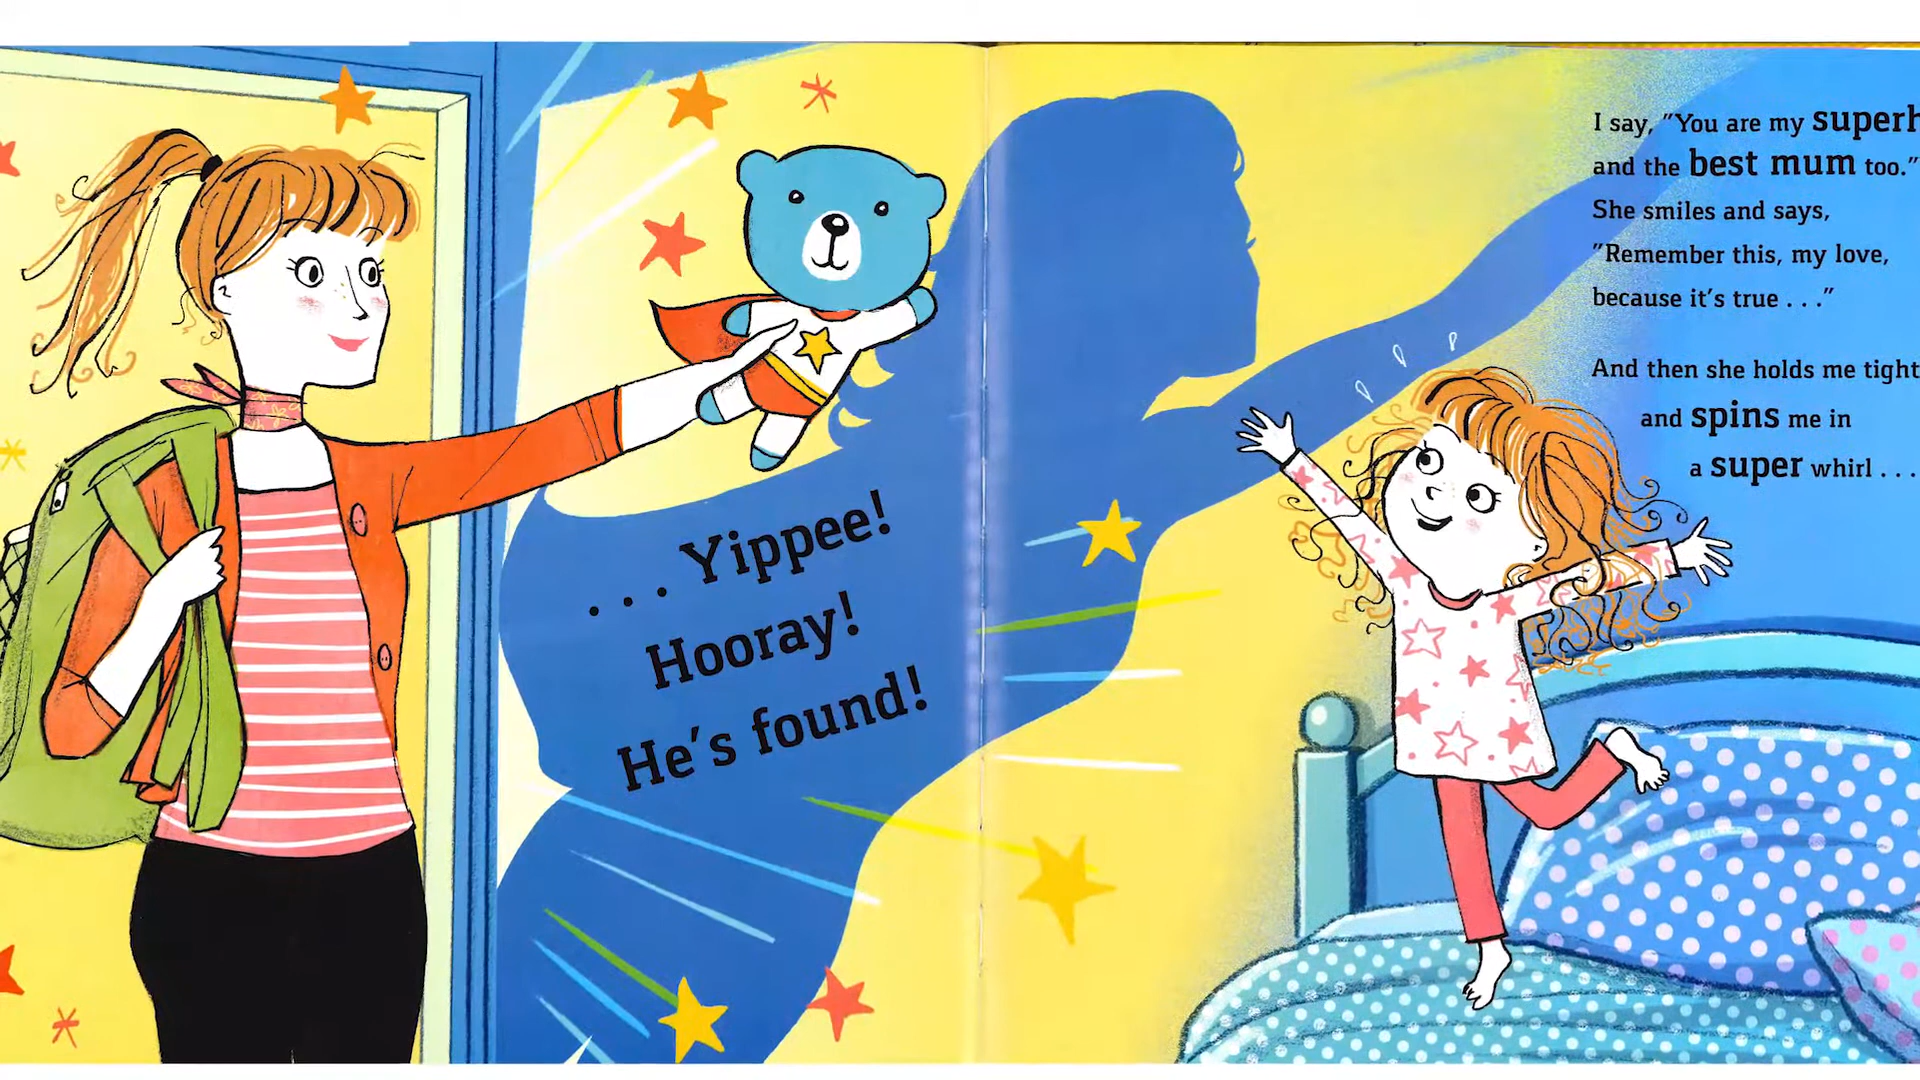 . . . Yippee!
Hooray!
He's found!
I say, "You are my superh
and the best mum too."
She smiles and says,
"Remember this, my love,
because it's true . . ."
And then she holds me tight
and spins me in
a super whirl . . .